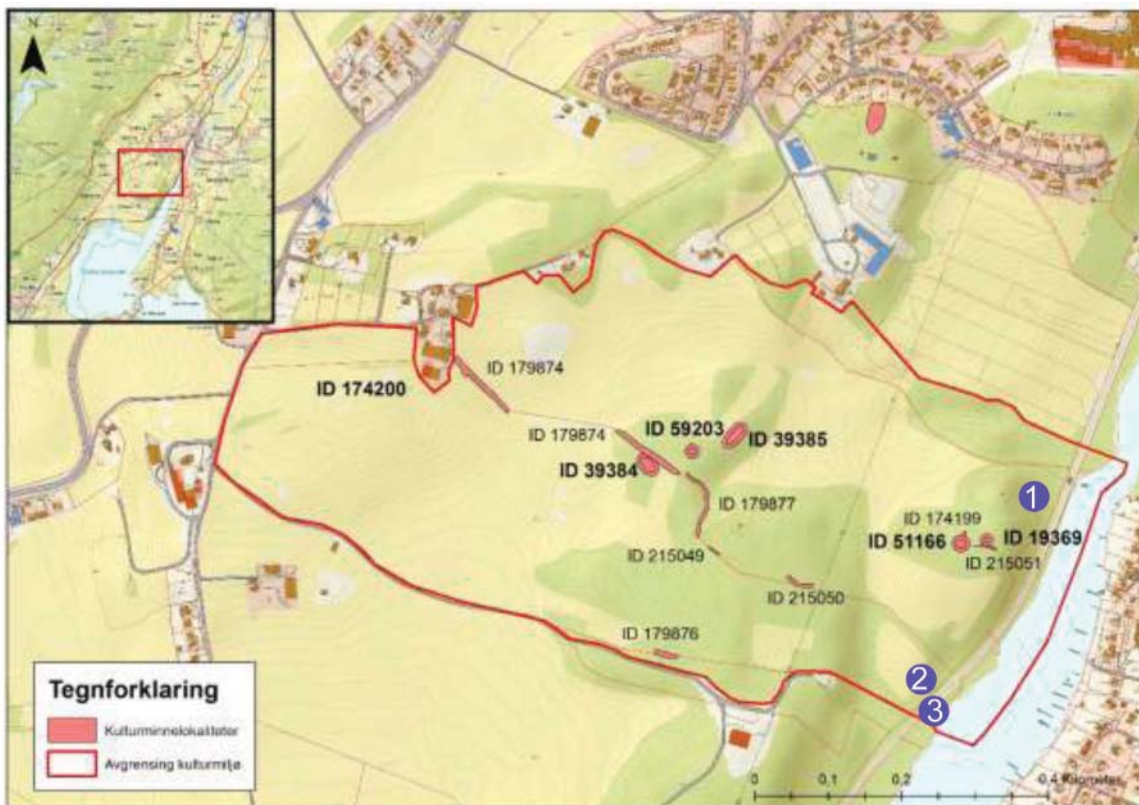 N
ID 179874
ID 174200
ID 179874
ID 59203
ID 39385
ID 39384
ID 179877
1
ID 174199
ID 51166
ID 19369
ID 215049
ID 215051
ID 215050
ID 179876
2
3
Tegnforklaring
Kulturminnelokaliteter
Avgrensing kulturmiljø
0 0,1 0,2 0,4 Kilometer